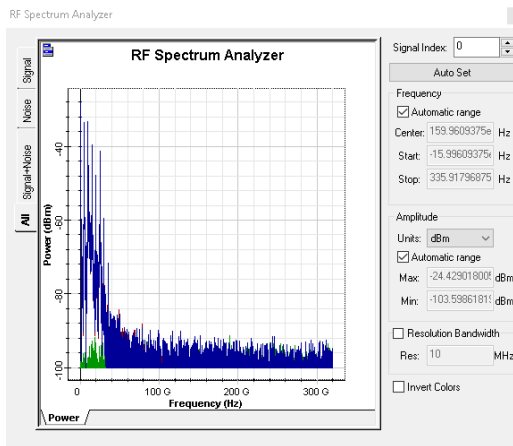 RF Spectrum Analyzer
RF Spectrum Analyzer
Signal
Noise
Signal+Noise
All
Power (dBm)
-40
-60
-80
-100
0
100 G
200 G
300 G
Frequency (Hz)
Power
Signal Index: 0
Auto Set
Frequency
Automatic range
Center: 159.9609375e Hz
Start: -15.99609375e Hz
Stop: 335.91796875 Hz
Amplitude
Units: dBm
Automatic range
Max: -24.429018005 dBm
Min: -103.59861819 dBm
Resolution Bandwidth
Res: 10 MHz
Invert Colors